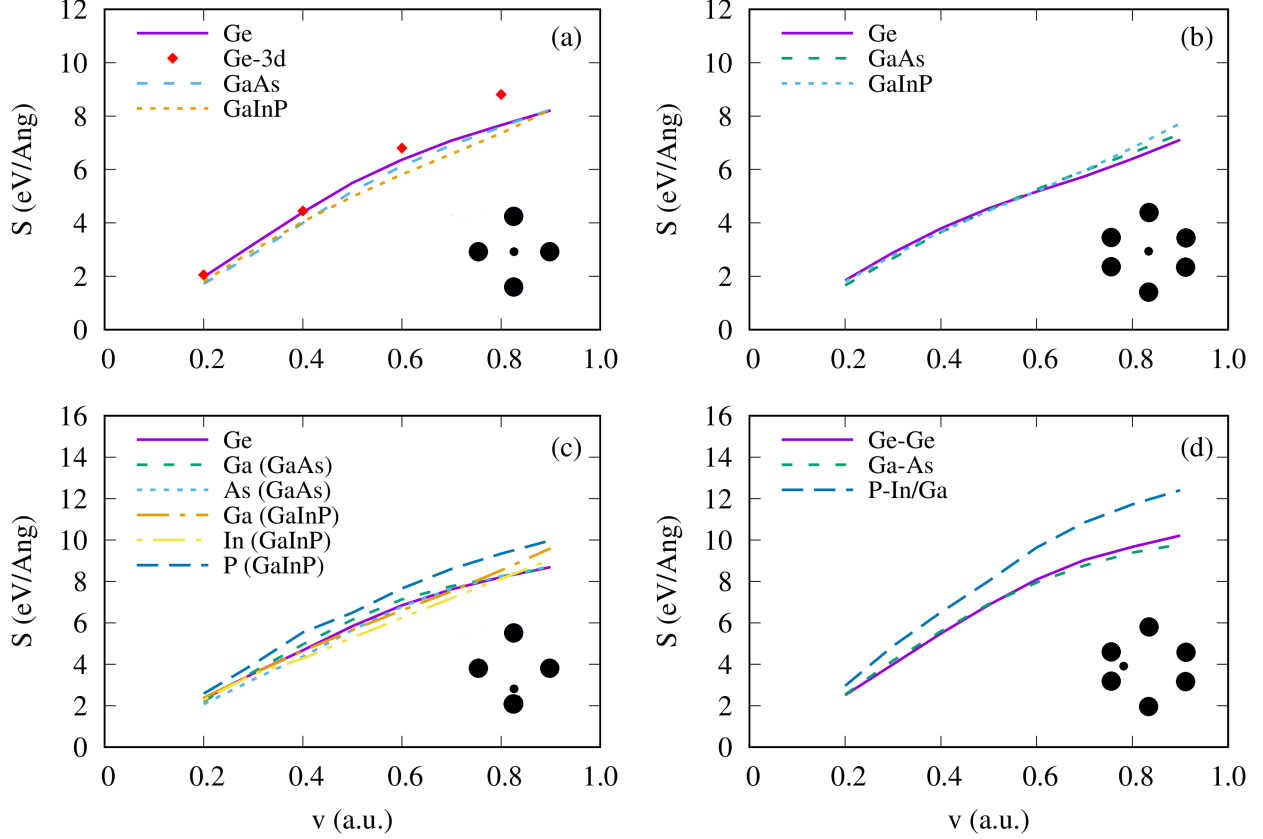 12
10
8
6
4
2
0
S (eV/Ang)
Ge
Ge-3d
GaAs
GaInP
(a)
0 0.2 0.4 0.6 0.8 1.0
12
10
8
6
4
2
0
S (eV/Ang)
Ge
GaAs
GaInP
(b)
0 0.2 0.4 0.6 0.8 1.0
16
14
12
10
8
6
4
2
0
S (eV/Ang)
Ge
Ga (GaAs)
As (GaAs)
Ga (GaInP)
In (GaInP)
P (GaInP)
(c)
0 0.2 0.4 0.6 0.8 1.0
v (a.u.)
16
14
12
10
8
6
4
2
0
S (eV/Ang)
Ge-Ge
Ga-As
P-In/Ga
(d)
0 0.2 0.4 0.6 0.8 1.0
v (a.u.)